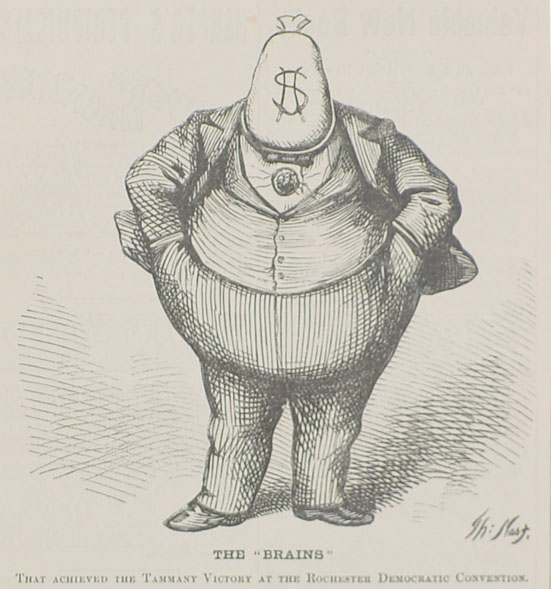 $
Th: Nast.
THE "BRAINS"
THAT ACHIEVED THE TAMMANY VICTORY AT THE ROCHESTER DEMOCRATIC CONVENTION.